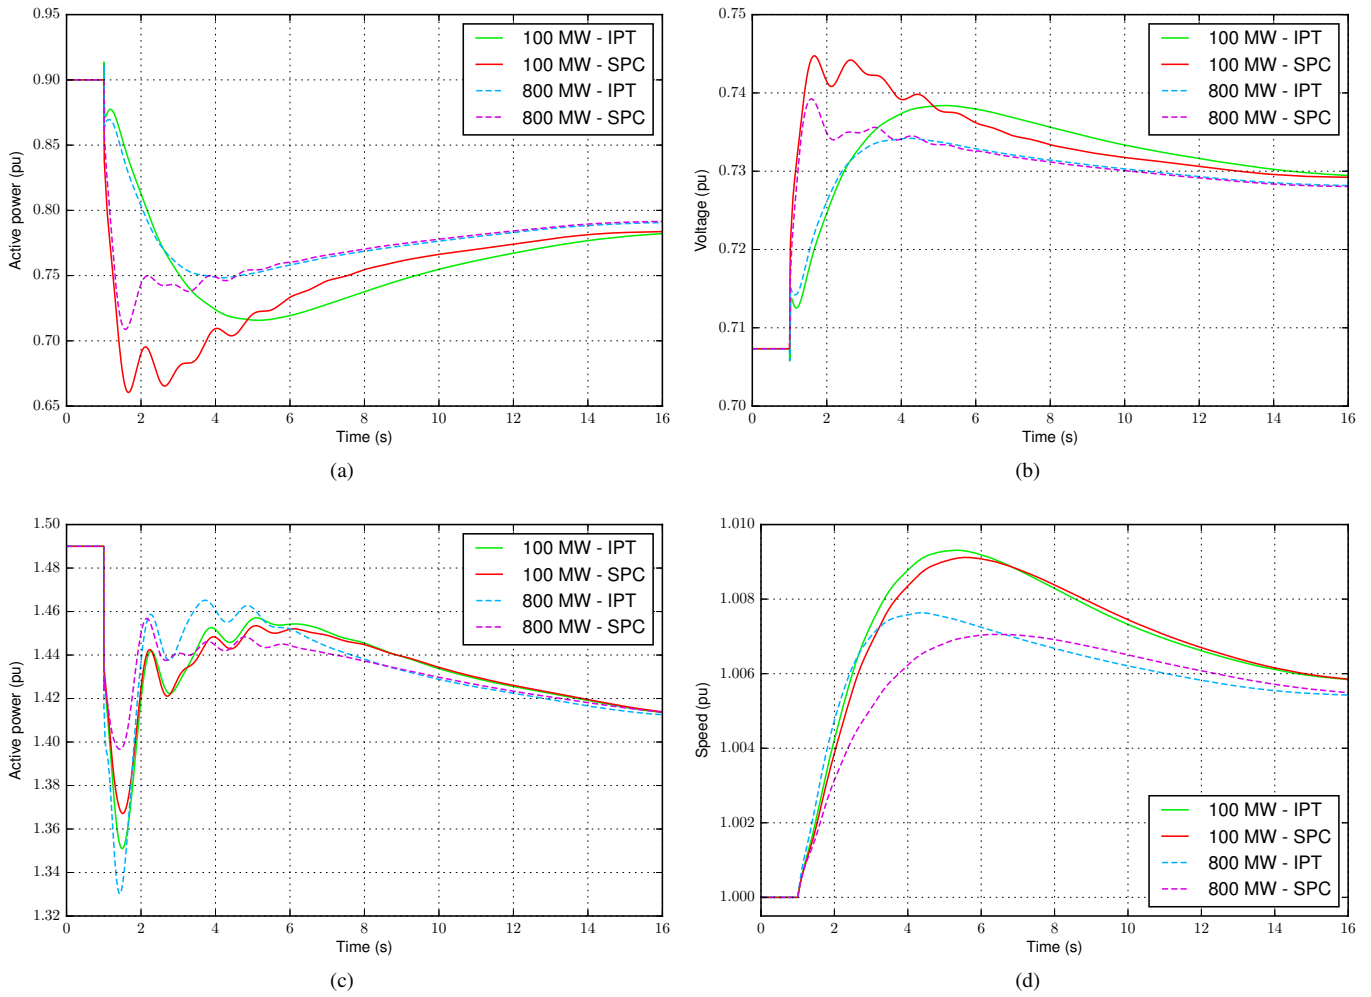 0.95
0.90
0.85
0.80
0.75
0.70
0.65
Active power (pu)
0 2 4 6 8 10 12 14 16
Time (s)
100 MW - IPT
100 MW - SPC
800 MW - IPT
800 MW - SPC
(a)
0.75
0.74
0.73
0.72
0.71
0.70
Voltage (pu)
0 2 4 6 8 10 12 14 16
Time (s)
100 MW - IPT
100 MW - SPC
800 MW - IPT
800 MW - SPC
(b)
1.50
1.48
1.46
1.44
1.42
1.40
1.38
1.36
1.34
1.32
Active power (pu)
0 2 4 6 8 10 12 14 16
Time (s)
100 MW - IPT
100 MW - SPC
800 MW - IPT
800 MW - SPC
(c)
1.010
1.008
1.006
1.004
1.002
1.000
Speed (pu)
0 2 4 6 8 10 12 14 16
Time (s)
100 MW - IPT
100 MW - SPC
800 MW - IPT
800 MW - SPC
(d)